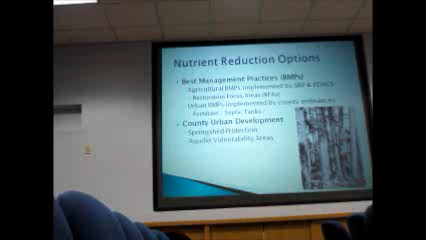 Nutrient Reduction Options
Best Management Practices (BMPs)
Agricultural BMPs implemented by SRP & FDACS
Restoration Focus Areas (RFAs)
Urban BMPs implemented by county ordinances
Fertilizer / Septic Tanks /
County Urban Development
Springshed Protection
Aquifer Vulnerability Areas